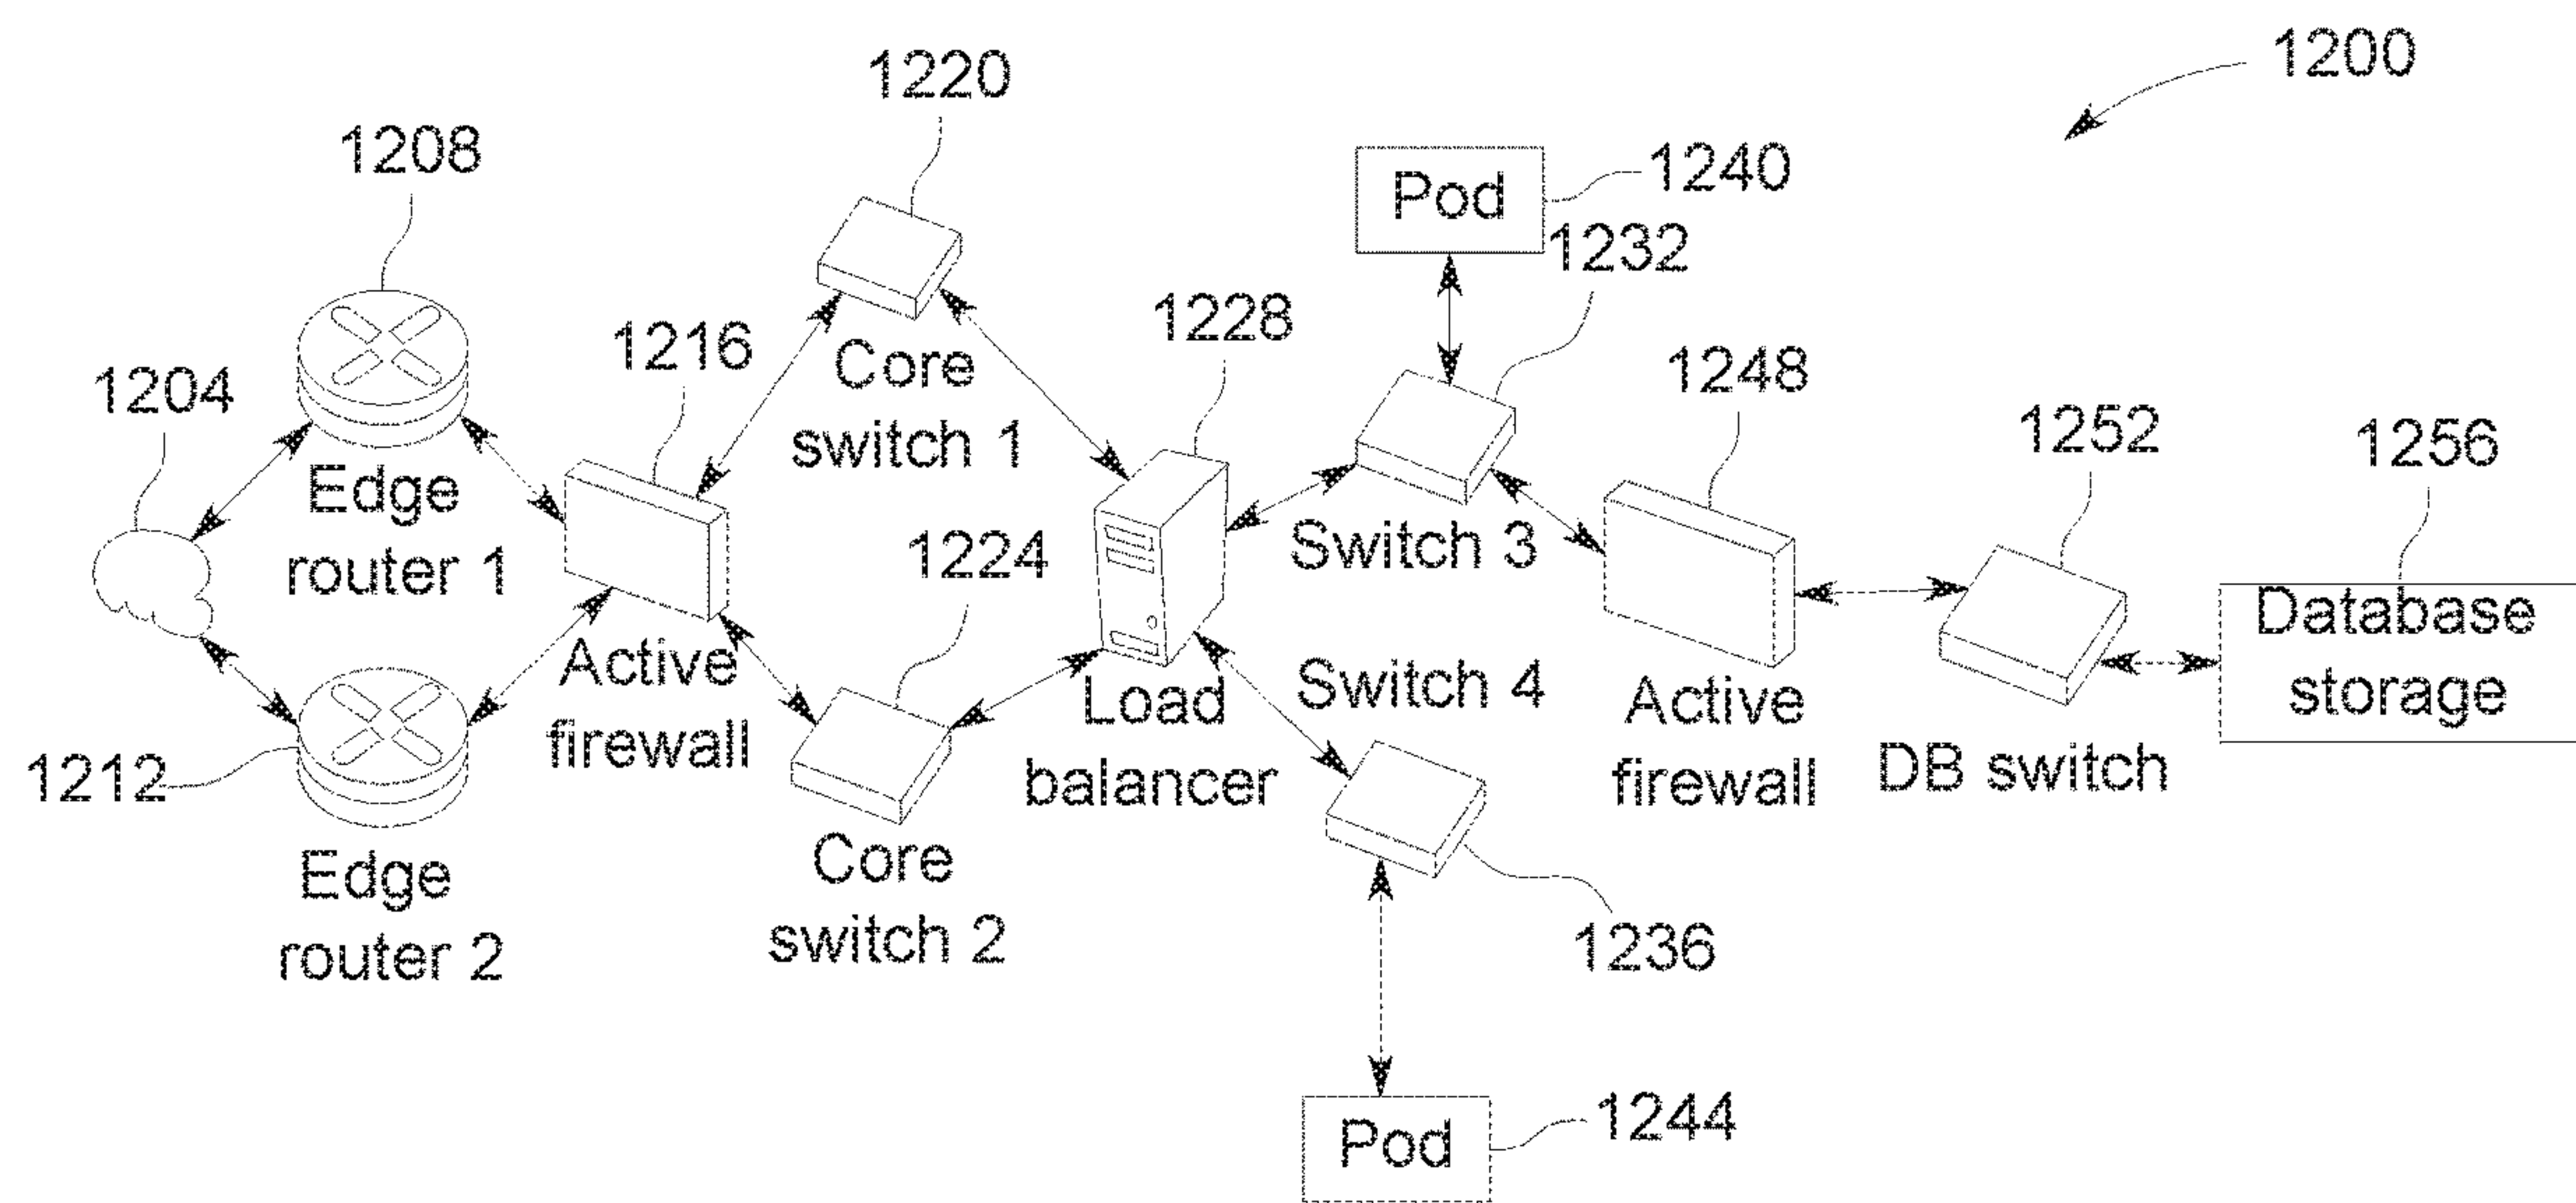 1200
1220
1208
1240
Pod
1232
1228
1216
1248
1204
Core
switch 1
1252
1256
Edge
router 1
1224
Switch 3
Database
storage
Active
firewall
Switch 4
Load
balancer
Active
firewall
DB switch
1212
Core
switch 2
Edge
router 2
1236
1244
Pod